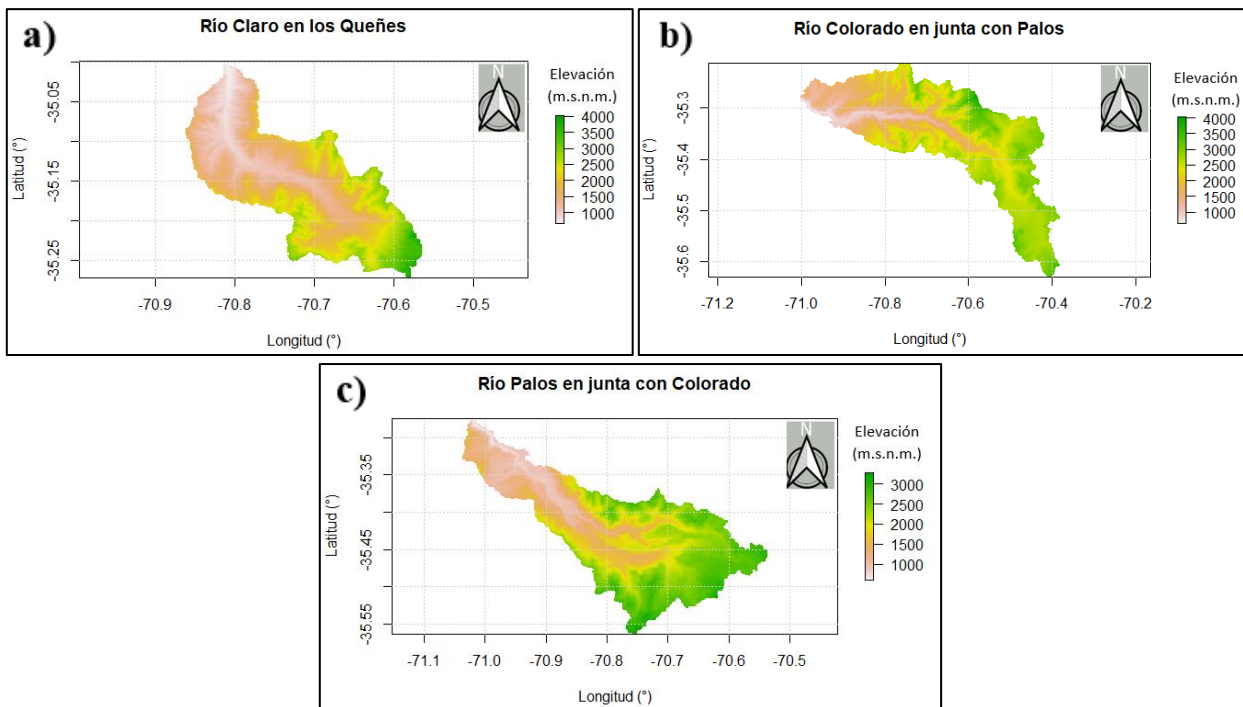 a)
Río Claro en los Queñes
N
Elevación
(m.s.n.m.)
4000
3500
3000
2500
2000
1500
1000
Latitud (°)
-35.05
-35.15
-35.25
-70.9
-70.8
-70.7
-70.6
-70.5
Longitud (°)
b)
Río Colorado en junta con Palos
N
Elevación
(m.s.n.m.)
4000
3500
3000
2500
2000
1500
1000
Latitud (°)
-35.3
-35.4
-35.5
-35.6
-71.2
-71.0
-70.8
-70.6
-70.4
-70.2
Longitud (°)
c)
Río Palos en junta con Colorado
N
Elevación
(m.s.n.m.)
3000
2500
2000
1500
1000
Latitud (°)
-35.35
-35.45
-35.55
-71.1
-71.0
-70.9
-70.8
-70.7
-70.6
-70.5
Longitud (°)